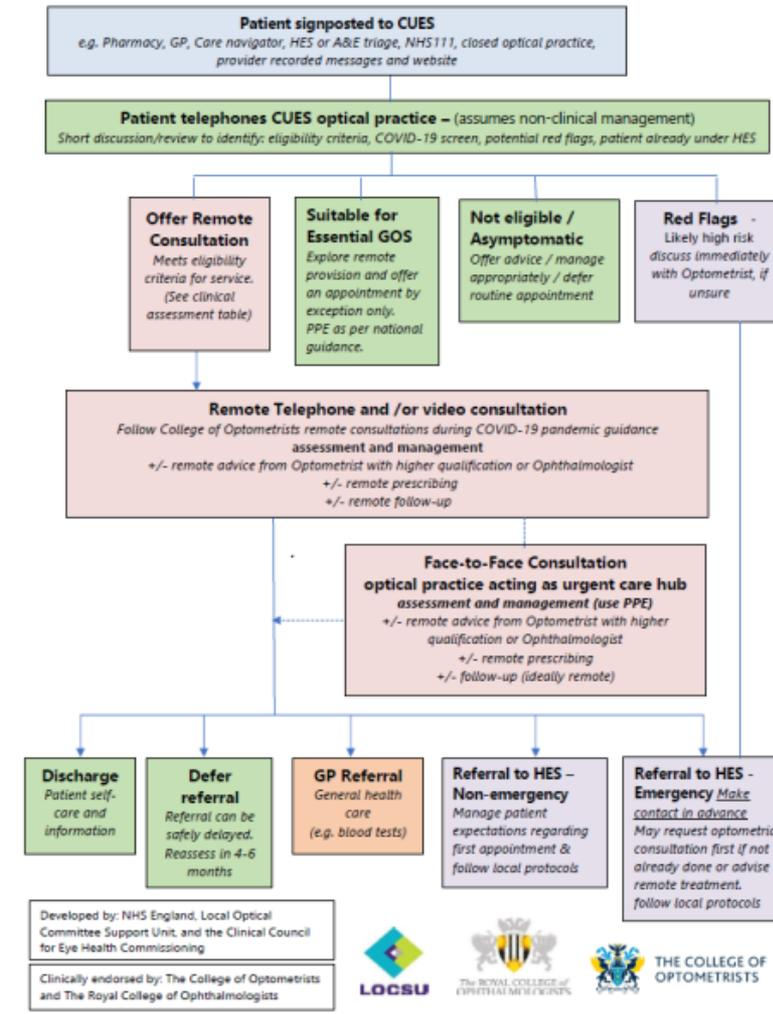 Patient signposted to CUES
e.g. Pharmacy, GP, Care navigator, HES or A&E triage, NHS111, closed optical practice,
provider recorded messages and website
Patient telephones CUES optical practice – (assumes non-clinical management)
Short discussion/review to identify: eligibility criteria, COVID-19 screen, potential red flags, patient already under HES
Offer Remote
Consultation
Meets eligibility
criteria for service.
(See clinical
assessment table)
Suitable for
Essential GOS
Explore remote
provision and offer
an appointment by
exception only.
PPE as per national
guidance.
Not eligible /
Asymptomatic
Offer advice / manage
appropriately / defer
routine appointment
Red Flags -
Likely high risk
discuss immediately
with Optometrist, if
unsure
Remote Telephone and /or video consultation
Follow College of Optometrists remote consultations during COVID-19 pandemic guidance
assessment and management
+/- remote advice from Optometrist with higher qualification or Ophthalmologist
+/- remote prescribing
+/- remote follow-up
Face-to-Face Consultation
optical practice acting as urgent care hub
assessment and management (use PPE)
+/- remote advice from Optometrist with higher
qualification or Ophthalmologist
+/- remote prescribing
+/- follow-up (ideally remote)
Discharge
Patient self-
care and
information
Defer
referral
Referral can be
safely delayed.
Reassess in 4-6
months
GP Referral
General health
care
(e.g. blood tests)
Referral to HES –
Non-emergency
Manage patient
expectations regarding
first appointment &
follow local protocols
Referral to HES -
Emergency Make
contact in advance
May request optometric
consultation first if not
already done or advise
remote treatment.
follow local protocols
Developed by: NHS England, Local Optical
Committee Support Unit, and the Clinical Council
for Eye Health Commissioning
Clinically endorsed by: The College of Optometrists
and The Royal College of Ophthalmologists
LOCSU
The ROYAL COLLEGE of
OPHTHALMOLOGISTS
THE COLLEGE OF
OPTOMETRISTS